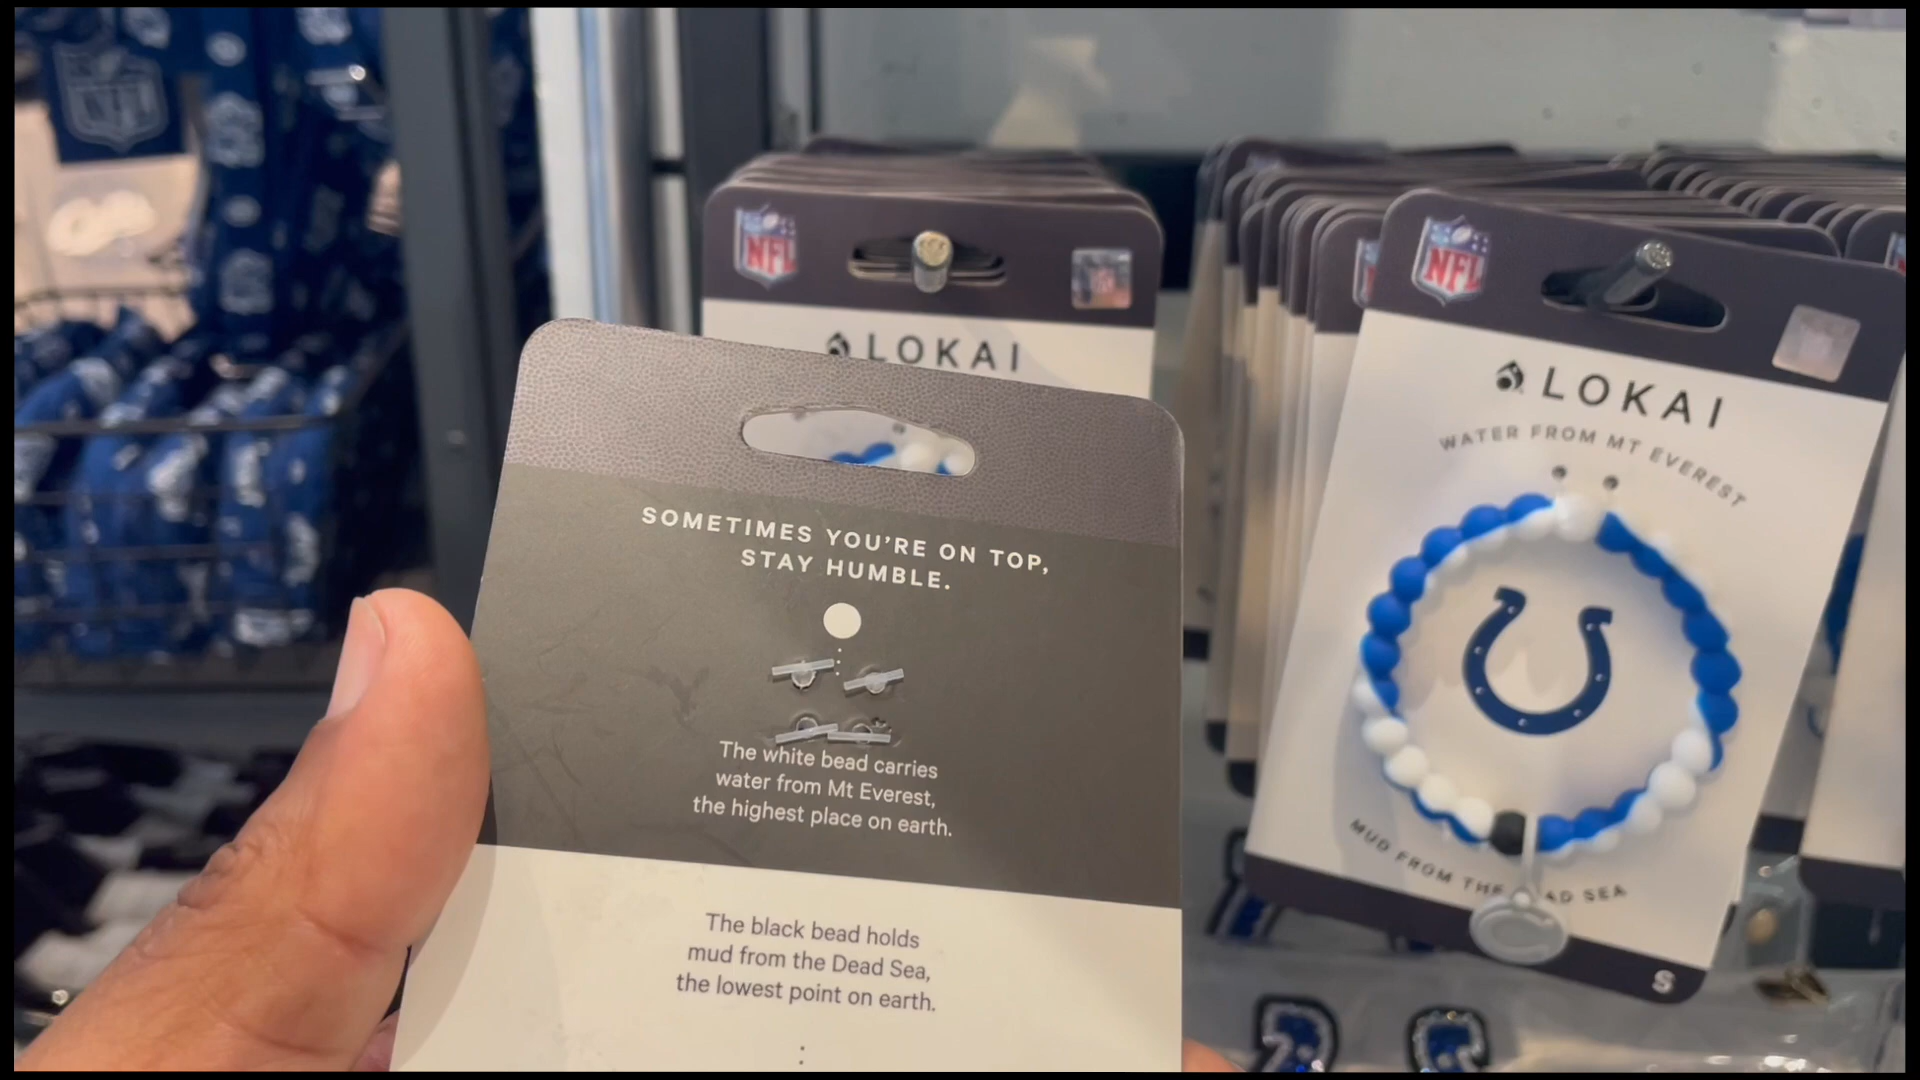 NFL
NFL
LOKAI
SOMETIMES YOU'RE ON TOP,
STAY HUMBLE.
The white bead carries
water from Mt Everest,
the highest place on earth.
The black bead holds
mud from the Dead Sea,
the lowest point on earth.
NFL
LOKAI
WATER FROM MT EVEREST
MUD FROM THE EAD SEA
S